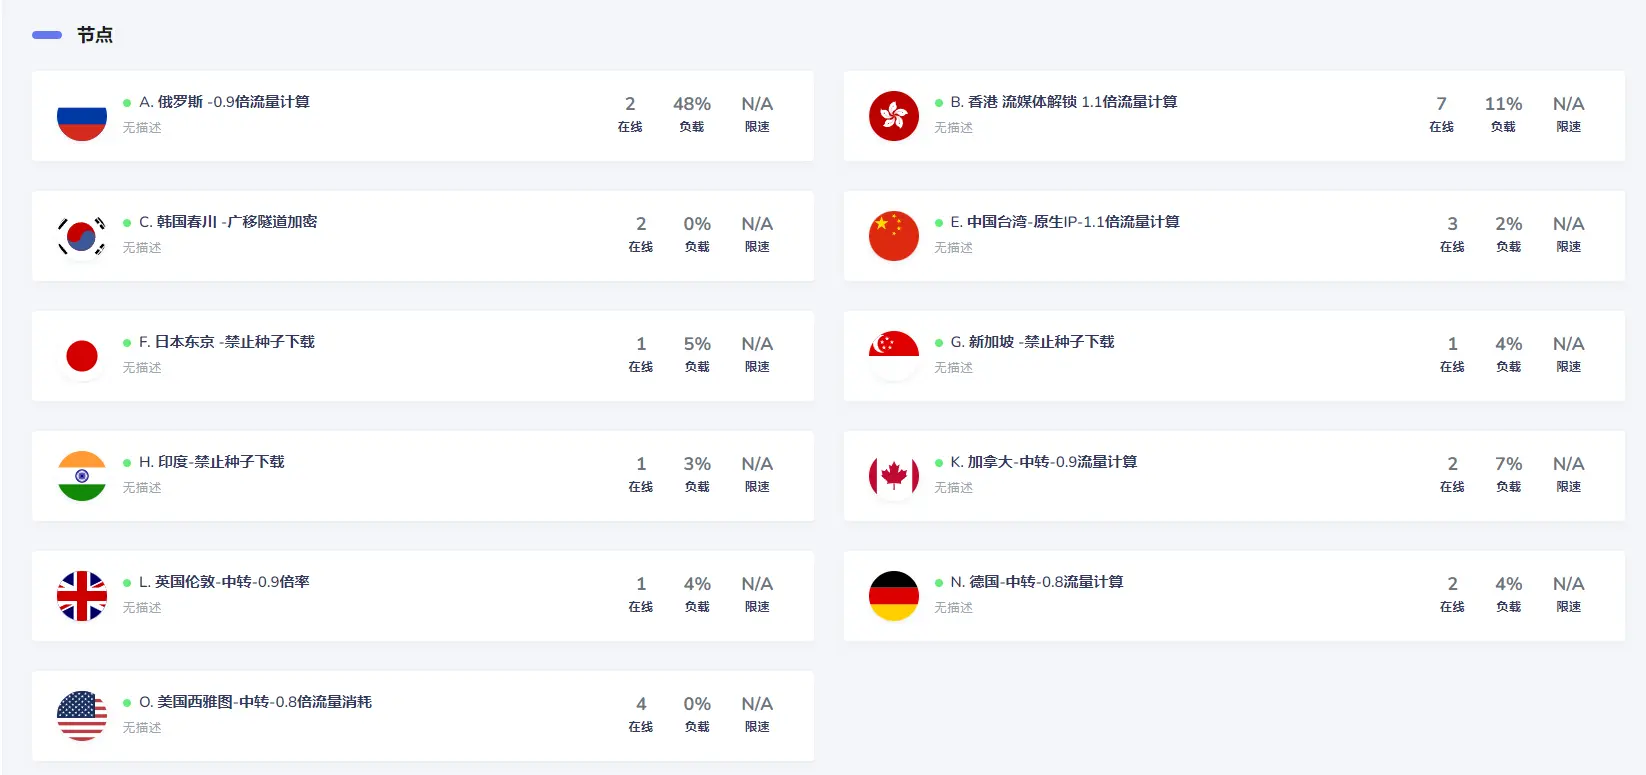 节点
A. 俄罗斯 -0.9倍流量计算
无描述
2 48% N/A
在线 负载 限速
B. 香港 流媒体解锁 1.1倍流量计算
无描述
7 11% N/A
在线 负载 限速
C. 韩国春川 -广移隧道加密
无描述
2 0% N/A
在线 负载 限速
E. 中国台湾-原生IP-1.1倍流量计算
无描述
3 2% N/A
在线 负载 限速
F. 日本东京 -禁止种子下载
无描述
1 5% N/A
在线 负载 限速
G. 新加坡 -禁止种子下载
无描述
1 4% N/A
在线 负载 限速
H. 印度-禁止种子下载
无描述
1 3% N/A
在线 负载 限速
K. 加拿大-中转-0.9流量计算
无描述
2 7% N/A
在线 负载 限速
L. 英国伦敦-中转-0.9倍率
无描述
1 4% N/A
在线 负载 限速
N. 德国-中转-0.8流量计算
无描述
2 4% N/A
在线 负载 限速
O. 美国西雅图-中转-0.8倍流量消耗
无描述
4 0% N/A
在线 负载 限速